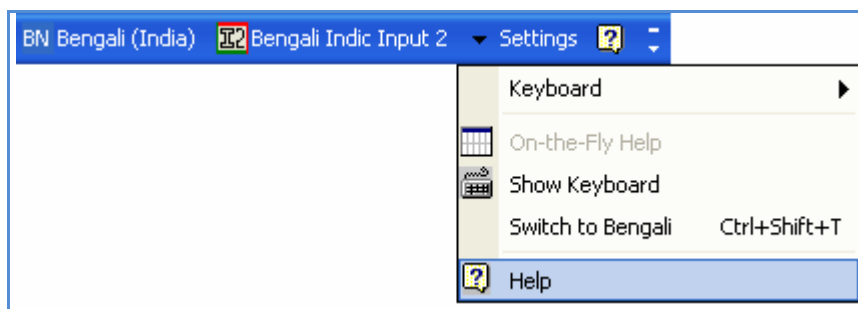 BN Bengali (India) Bengali Indic Input 2 Settings ?
Keyboard
On-the-Fly Help
Show Keyboard
Switch to Bengali Ctrl+Shift+T
? Help